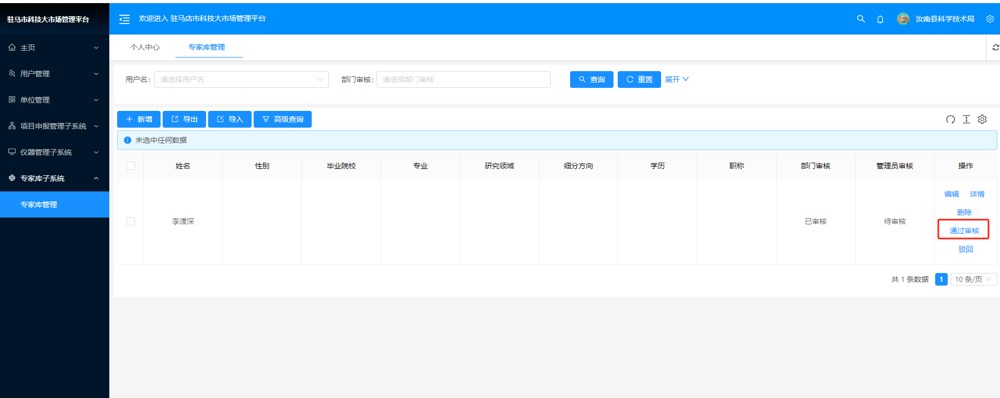 驻马市科技大市场管理平台
欢迎进入 驻马店市科技大市场管理平台
汝南县科学技术局
主页
用户管理
单位管理
项目申报管理子系统
仪器管理子系统
专家库子系统
专家库管理
个人中心
专家库管理
用户名: 请选择用户名
部门审核: 请选择部门审核
查询
重置
展开
新增
导出
导入
高级查询
未选中任何数据
姓名 性别 毕业院校 专业 研究领域 细分方向 学历 职称 部门审核 管理员审核 操作
李渡深 已审核 待审核
编辑 详情
删除
通过审核
驳回
共 1 条数据 1 10 条/页